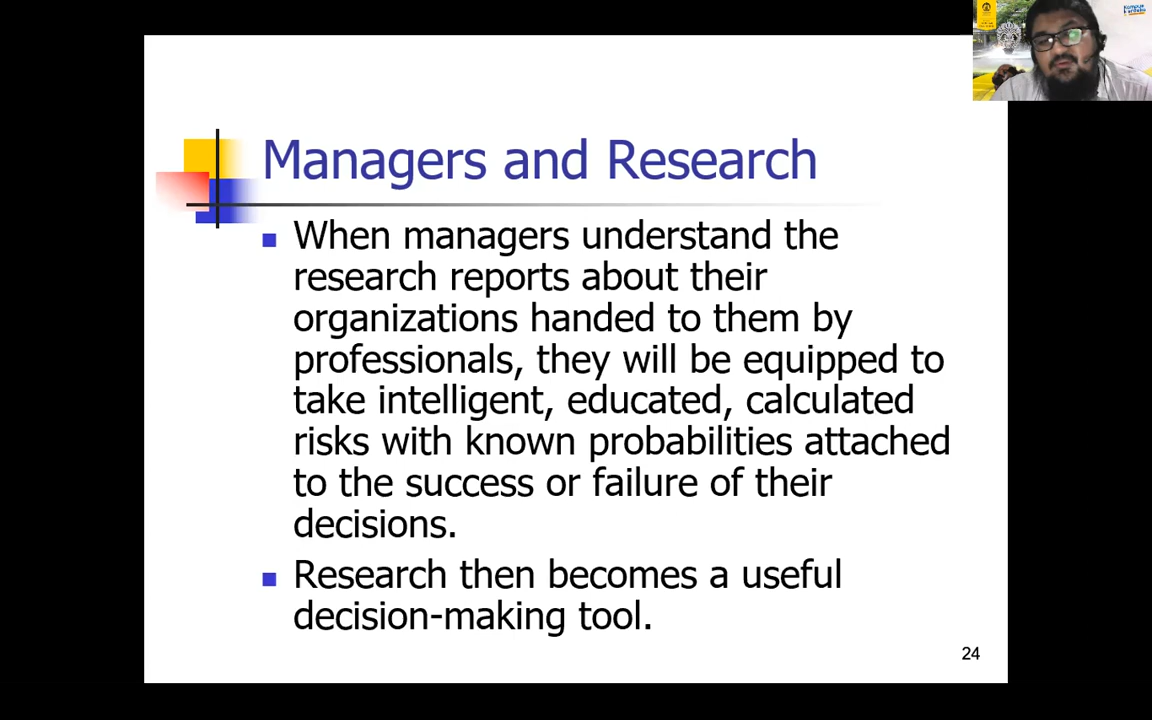 Managers and Research
When managers understand the
research reports about their
organizations handed to them by
professionals, they will be equipped to
take intelligent, educated, calculated
risks with known probabilities attached
to the success or failure of their
decisions.
Research then becomes a useful
decision-making tool.
24